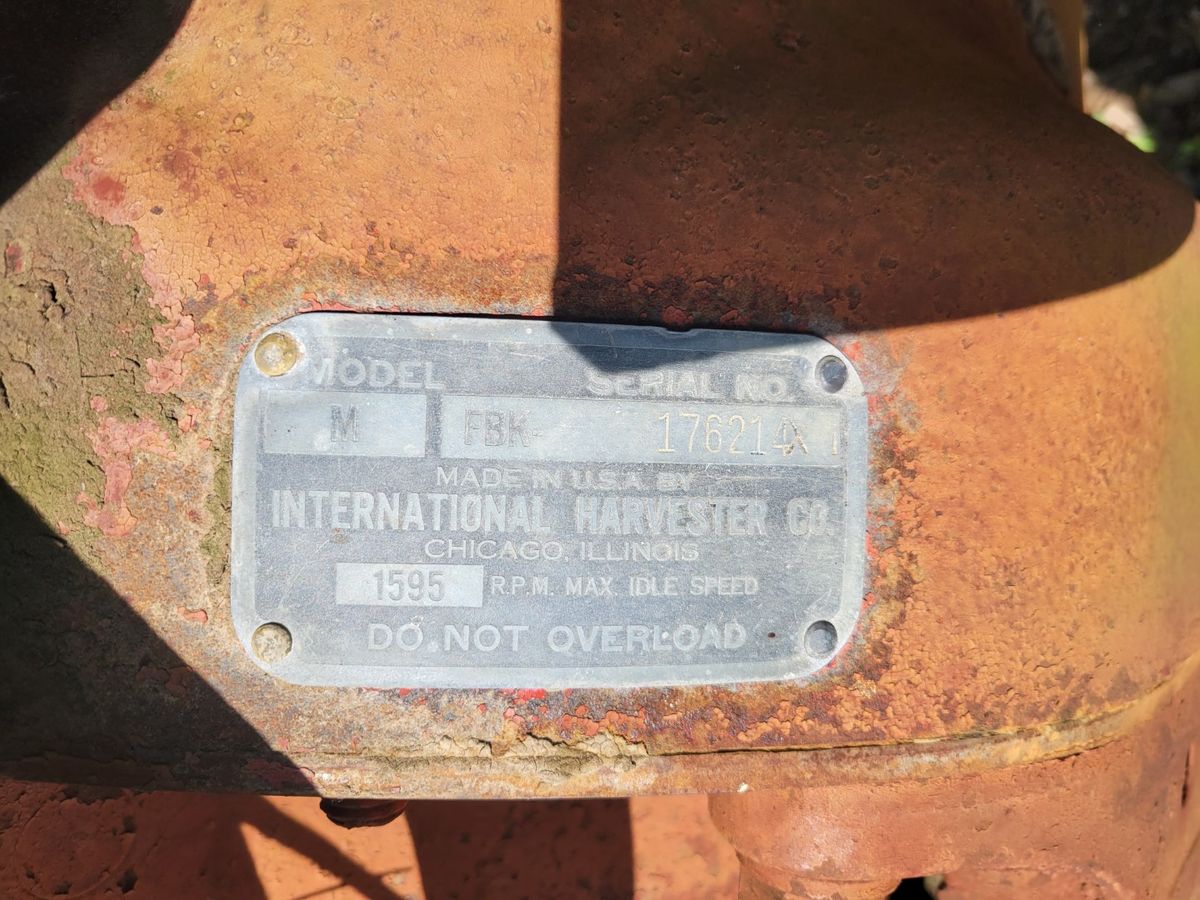 MODEL SERIAL NO.
M FBK- 176214X1
MADE IN U.S.A. BY
INTERNATIONAL HARVESTER CO.
CHICAGO, ILLINOIS
1595 R.P.M. MAX. IDLE SPEED
DO NOT OVERLOAD